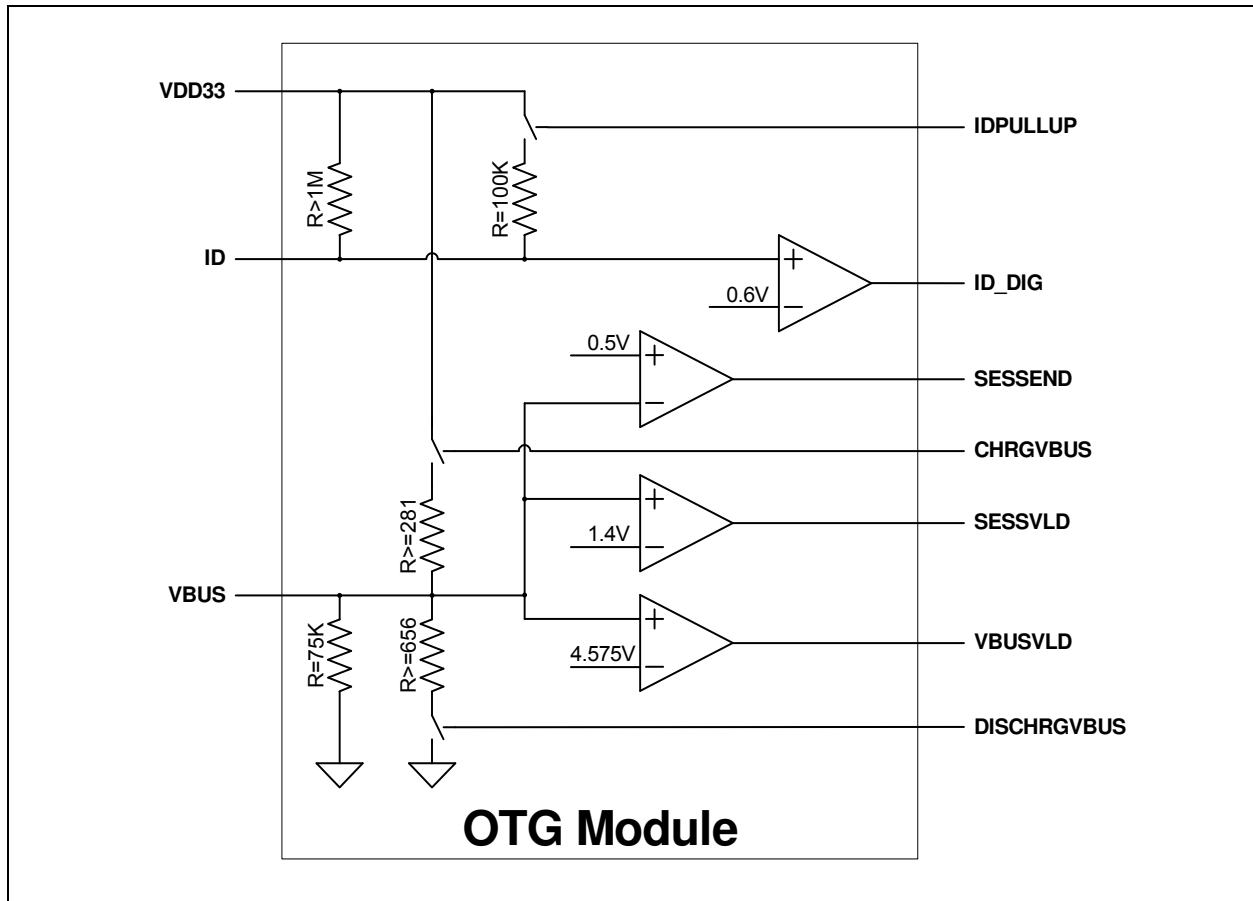 VDD33
IDPULLUP
R>1M
R=100K
ID
+
0.6V
−
ID_DIG
0.5V
+
−
SESSEND
CHRGVBUS
R>=281
+
1.4V
−
SESSVLD
VBUS
R=75K
R>=656
+
4.575V
−
VBUSVLD
DISCHRGVBUS
OTG Module